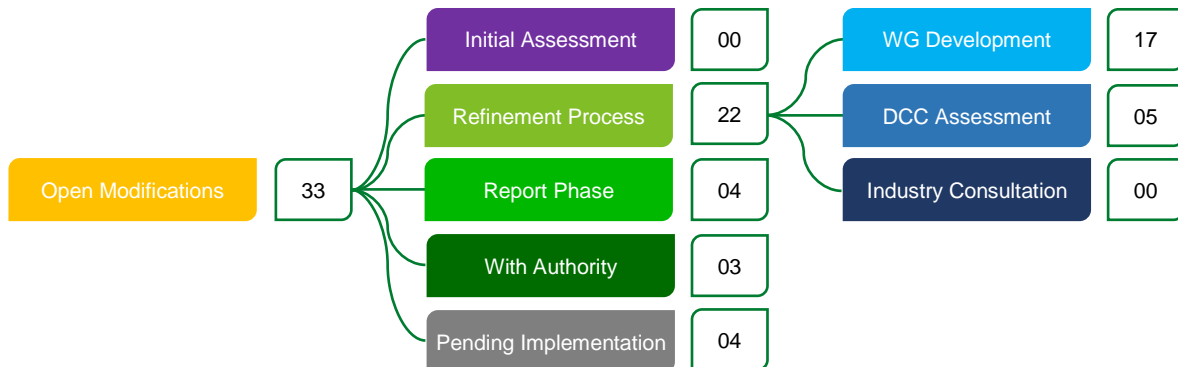 Initial Assessment 00 WG Development 17
Refinement Process 22 DCC Assessment 05
Open Modifications 33 Report Phase 04 Industry Consultation 00
With Authority 03
Pending Implementation 04